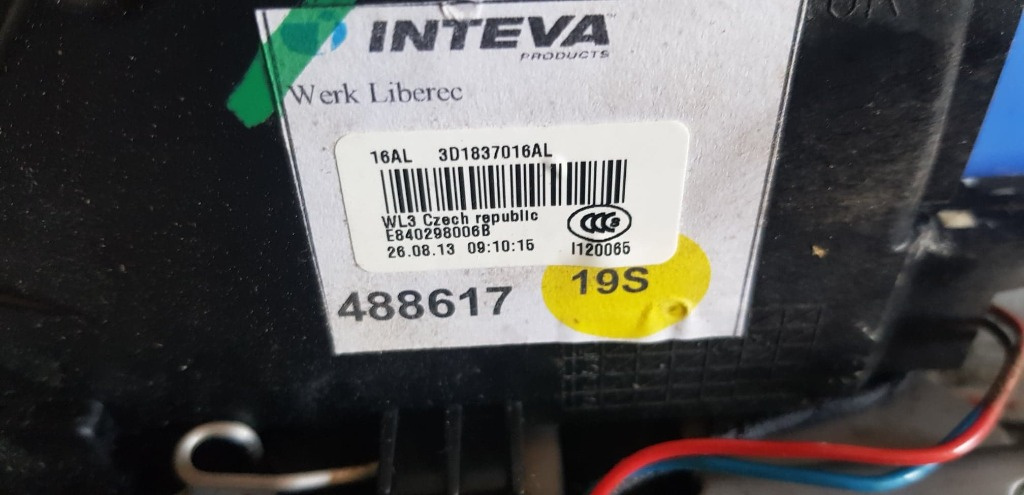 INTEVA
PRODUCTS
Werk Liberec
16AL 3D1837016AL
WL3 Czech republic
E840298006B
26.08.13 09:10:15
I120065
19S
488617